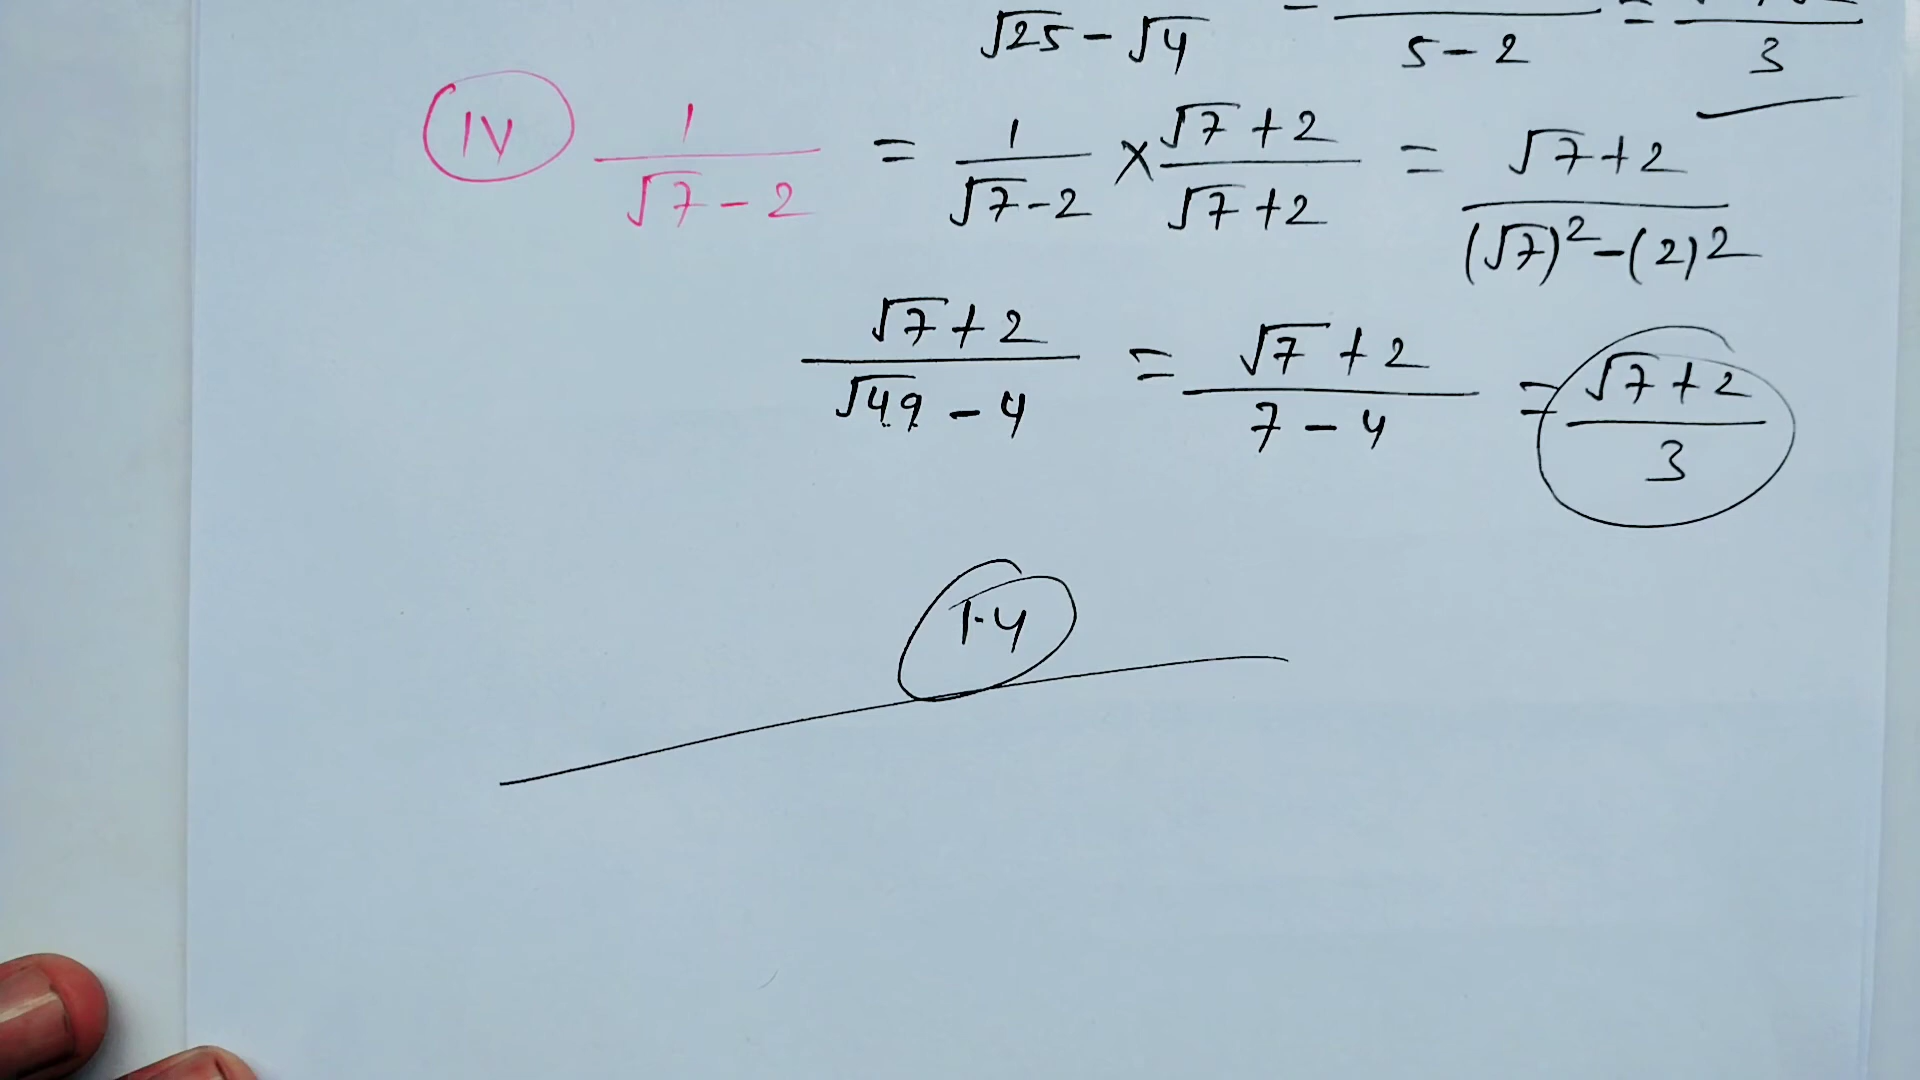 √25 - √4   5 - 2 = 3
(IV) 1/(√7 - 2) = 1/(√7 - 2) × (√7 + 2)/(√7 + 2) = (√7 + 2)/((√7)² - (2)²)
(√7 + 2)/(√49 - 4) = (√7 + 2)/(7 - 4) = (√7 + 2)/3
1.4